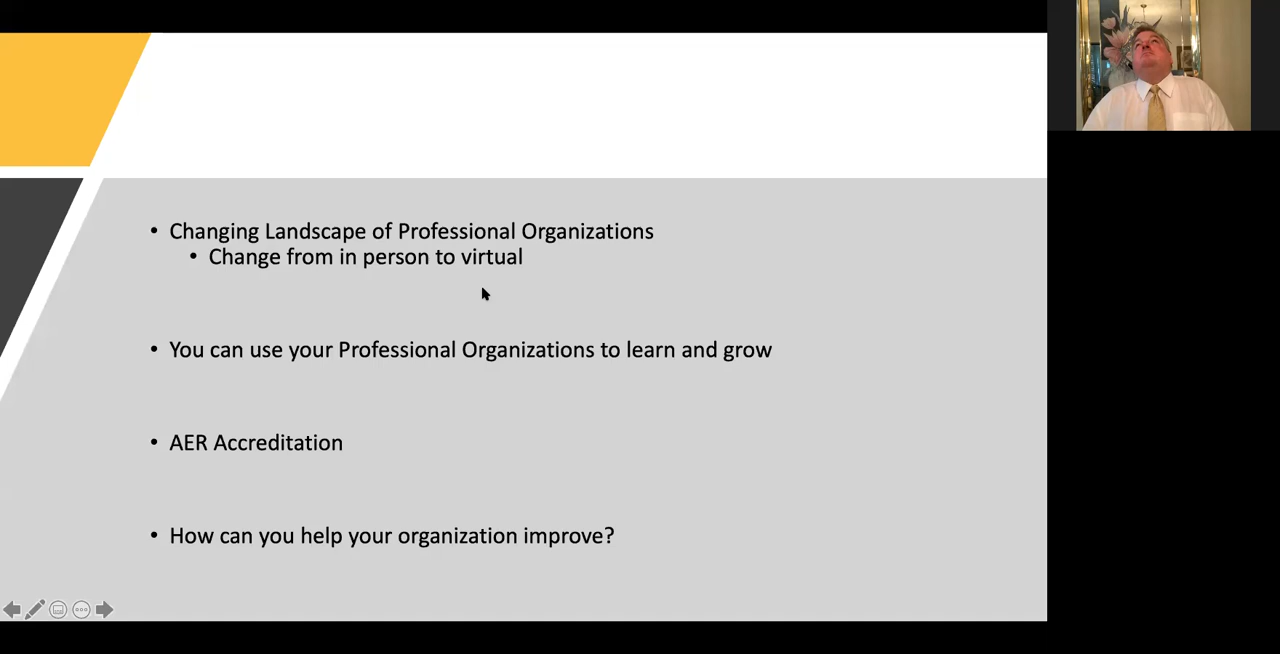 • Changing Landscape of Professional Organizations
• Change from in person to virtual
• You can use your Professional Organizations to learn and grow
• AER Accreditation
• How can you help your organization improve?